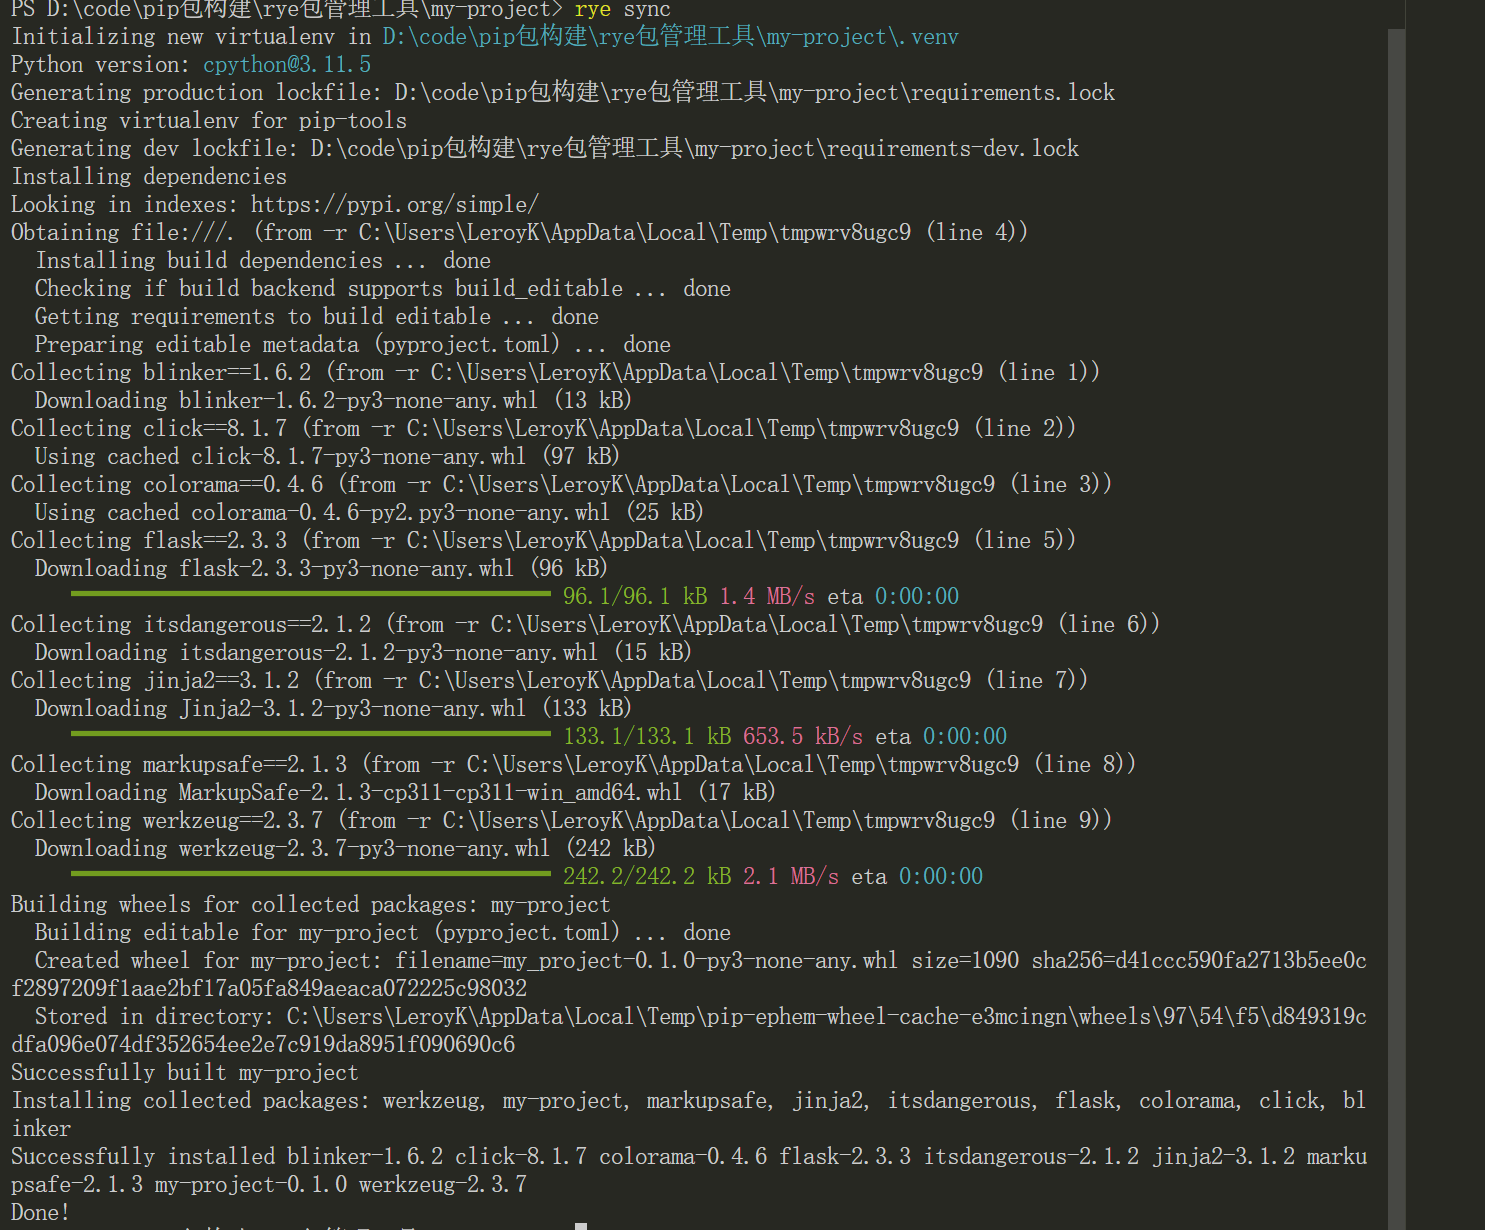 PS D:\code\pip包构建\rye包管理工具\my-project> rye sync
Initializing new virtualenv in D:\code\pip包构建\rye包管理工具\my-project\.venv
Python version: cpython@3.11.5
Generating production lockfile: D:\code\pip包构建\rye包管理工具\my-project\requirements.lock
Creating virtualenv for pip-tools
Generating dev lockfile: D:\code\pip包构建\rye包管理工具\my-project\requirements-dev.lock
Installing dependencies
Looking in indexes: https://pypi.org/simple/
Obtaining file:///. (from -r C:\Users\LeroyK\AppData\Local\Temp\tmpwrv8ugc9 (line 4))
  Installing build dependencies ... done
  Checking if build backend supports build_editable ... done
  Getting requirements to build editable ... done
  Preparing editable metadata (pyproject.toml) ... done
Collecting blinker==1.6.2 (from -r C:\Users\LeroyK\AppData\Local\Temp\tmpwrv8ugc9 (line 1))
  Downloading blinker-1.6.2-py3-none-any.whl (13 kB)
Collecting click==8.1.7 (from -r C:\Users\LeroyK\AppData\Local\Temp\tmpwrv8ugc9 (line 2))
  Using cached click-8.1.7-py3-none-any.whl (97 kB)
Collecting colorama==0.4.6 (from -r C:\Users\LeroyK\AppData\Local\Temp\tmpwrv8ugc9 (line 3))
  Using cached colorama-0.4.6-py2.py3-none-any.whl (25 kB)
Collecting flask==2.3.3 (from -r C:\Users\LeroyK\AppData\Local\Temp\tmpwrv8ugc9 (line 5))
  Downloading flask-2.3.3-py3-none-any.whl (96 kB)
96.1/96.1 kB 1.4 MB/s eta 0:00:00
Collecting itsdangerous==2.1.2 (from -r C:\Users\LeroyK\AppData\Local\Temp\tmpwrv8ugc9 (line 6))
  Downloading itsdangerous-2.1.2-py3-none-any.whl (15 kB)
Collecting jinja2==3.1.2 (from -r C:\Users\LeroyK\AppData\Local\Temp\tmpwrv8ugc9 (line 7))
  Downloading Jinja2-3.1.2-py3-none-any.whl (133 kB)
133.1/133.1 kB 653.5 kB/s eta 0:00:00
Collecting markupsafe==2.1.3 (from -r C:\Users\LeroyK\AppData\Local\Temp\tmpwrv8ugc9 (line 8))
  Downloading MarkupSafe-2.1.3-cp311-cp311-win_amd64.whl (17 kB)
Collecting werkzeug==2.3.7 (from -r C:\Users\LeroyK\AppData\Local\Temp\tmpwrv8ugc9 (line 9))
  Downloading werkzeug-2.3.7-py3-none-any.whl (242 kB)
242.2/242.2 kB 2.1 MB/s eta 0:00:00
Building wheels for collected packages: my-project
  Building editable for my-project (pyproject.toml) ... done
  Created wheel for my-project: filename=my_project-0.1.0-py3-none-any.whl size=1090 sha256=d41ccc590fa2713b5ee0c
f2897209f1aae2bf17a05fa849aeaca072225c98032
  Stored in directory: C:\Users\LeroyK\AppData\Local\Temp\pip-ephem-wheel-cache-e3mcingn\wheels\97\54\f5\d849319c
dfa096e074df352654ee2e7c919da8951f090690c6
Successfully built my-project
Installing collected packages: werkzeug, my-project, markupsafe, jinja2, itsdangerous, flask, colorama, click, bl
inker
Successfully installed blinker-1.6.2 click-8.1.7 colorama-0.4.6 flask-2.3.3 itsdangerous-2.1.2 jinja2-3.1.2 marku
psafe-2.1.3 my-project-0.1.0 werkzeug-2.3.7
Done!